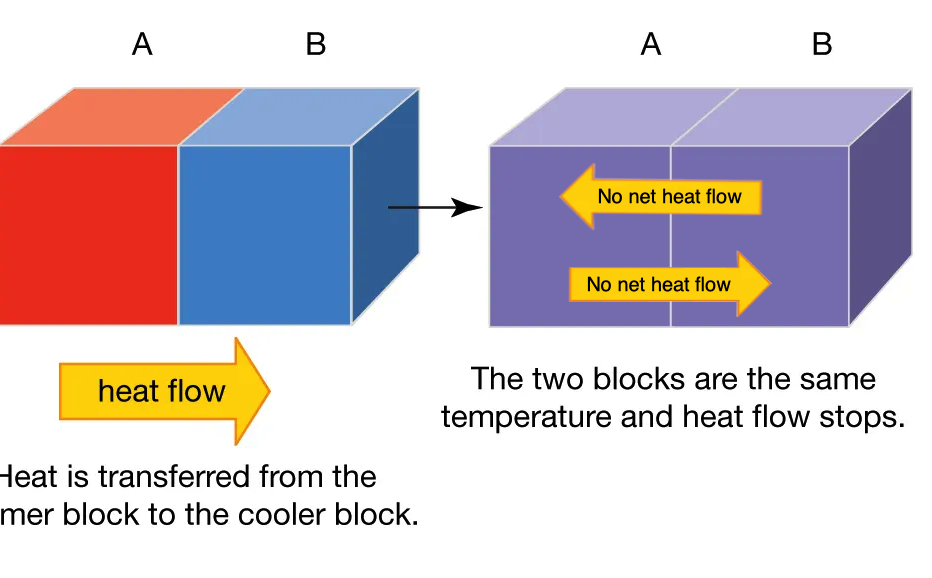 A B
A B
No net heat flow
No net heat flow
heat flow
The two blocks are the same
temperature and heat flow stops.
Heat is transferred from the
mer block to the cooler block.